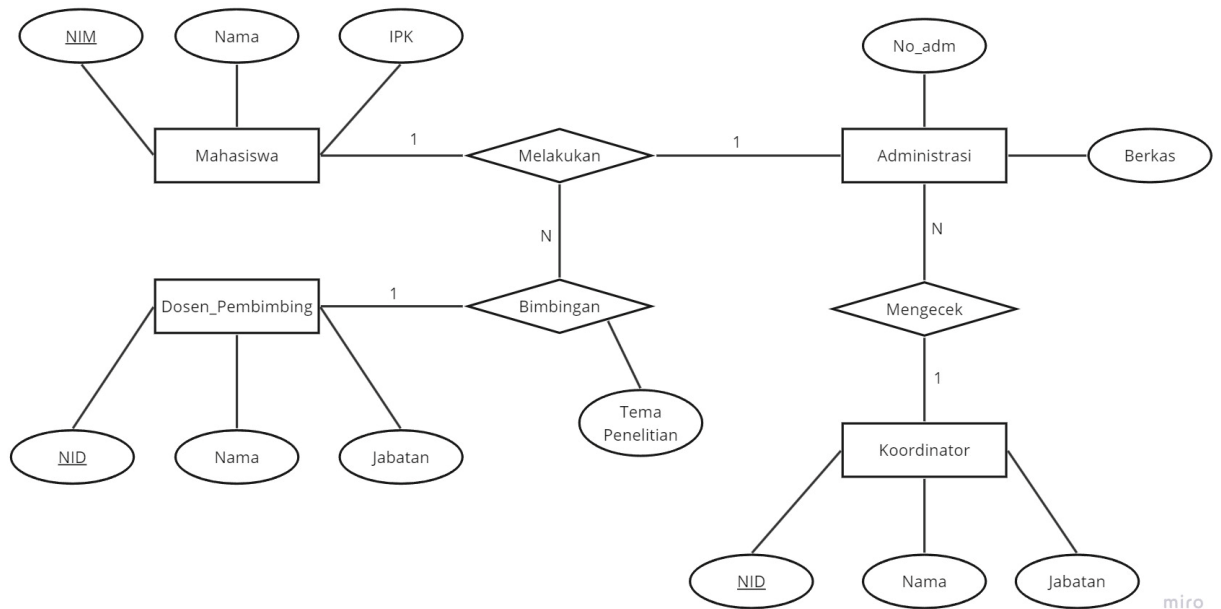 NIM
Nama
IPK
No_adm
Mahasiswa
1
Melakukan
1
Administrasi
Berkas
N
N
Dosen_Pembimbing
1
Bimbingan
Mengecek
1
Tema
Penelitian
Koordinator
NID
Nama
Jabatan
NID
Nama
Jabatan
miro